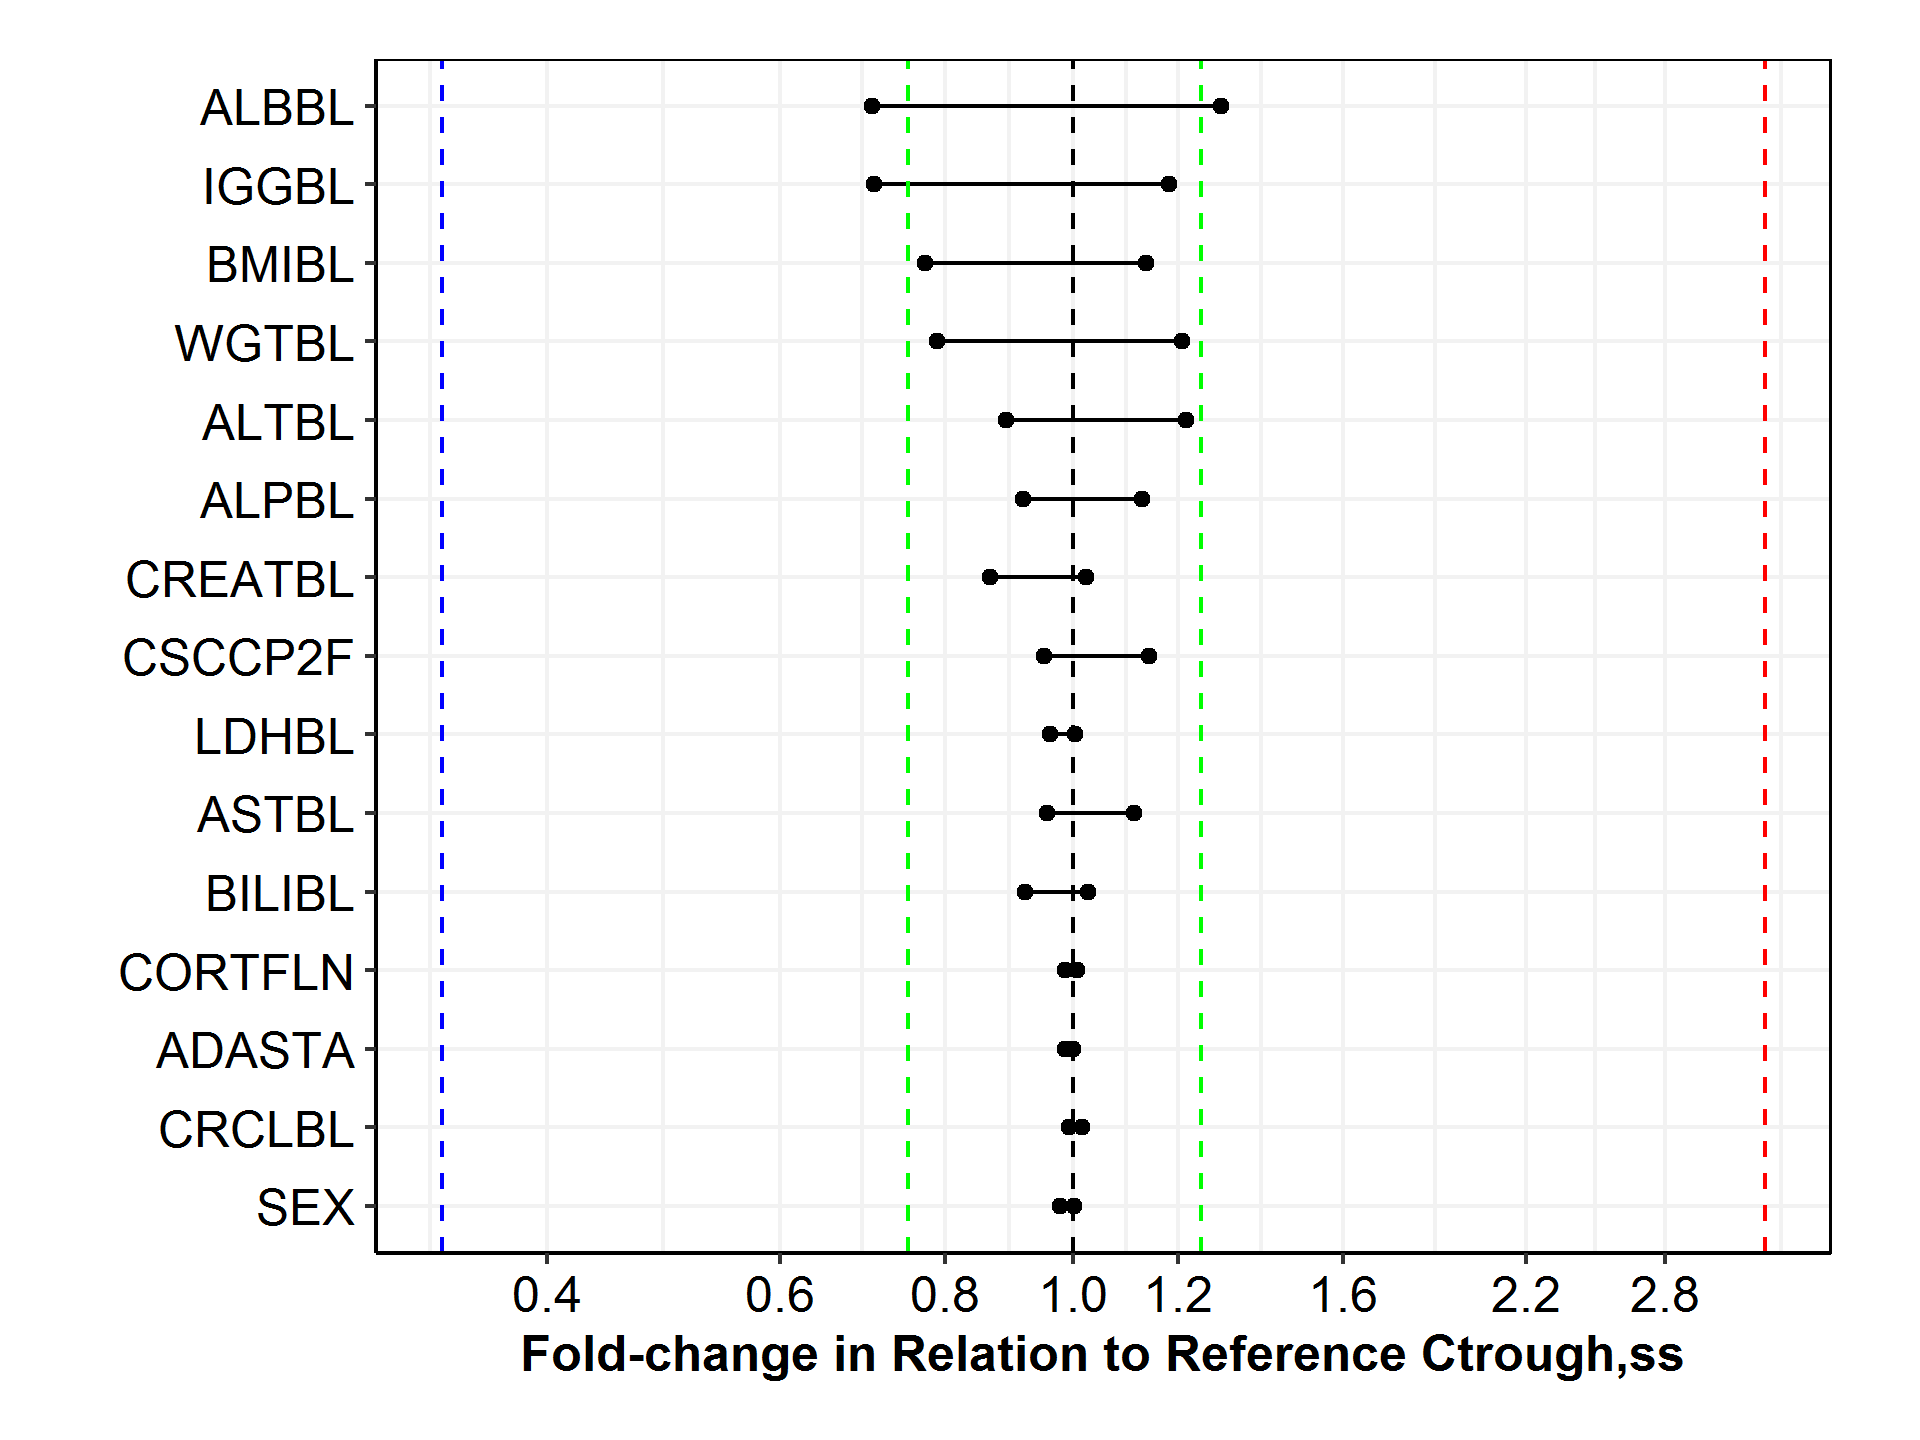 ALBBL
IGGBL
BMIBL
WGTBL
ALTBL
ALPBL
CREATBL
CSCCP2F
LDHBL
ASTBL
BILIBL
CORTFLN
ADASTA
CRCLBL
SEX
0.4 0.6 0.8 1.0 1.2 1.6 2.2 2.8
Fold-change in Relation to Reference Ctrough,ss